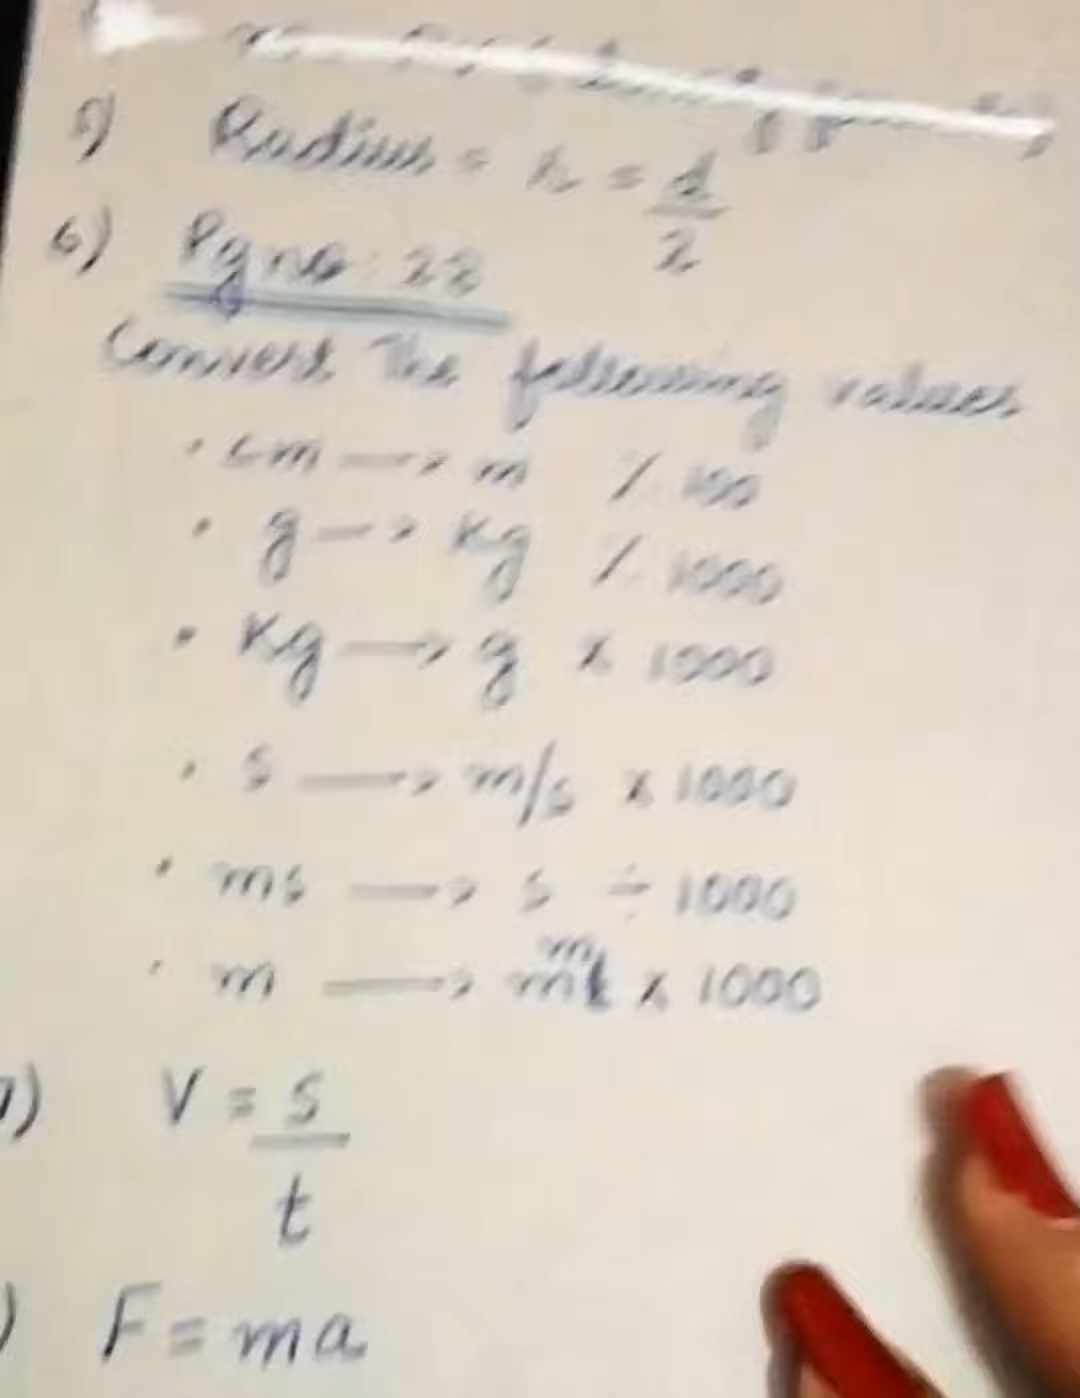 5) Radius = r = d/2
6) Pg no: 28
Convert the following values
· cm → m ÷ 100
· g → kg ÷ 1000
· Kg → g x 1000
· s → m/s x 1000
· ms → s ÷ 1000
· m → mm x 1000
7) V = s/t
) F = ma